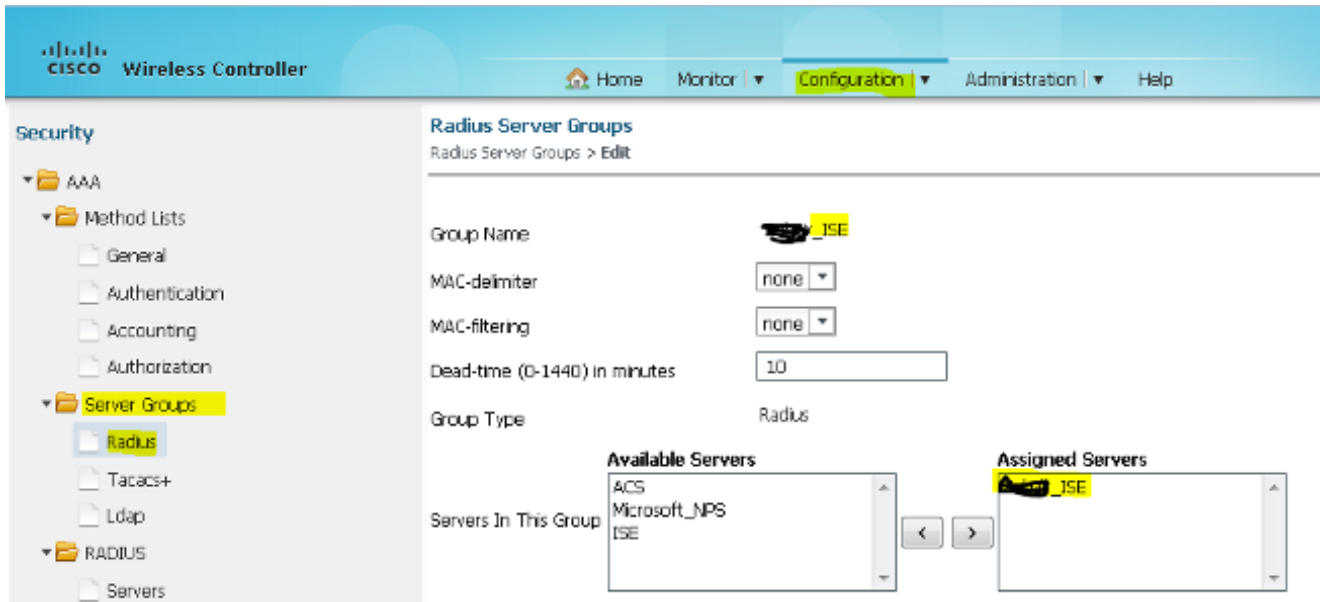 CISCO Wireless Controller
Home Monitor Configuration Administration Help
Security
AAA
Method Lists
General
Authentication
Accounting
Authorization
Server Groups
Radius
Tacacs+
Ldap
RADIUS
Servers
Radius Server Groups
Radius Server Groups > Edit
Group Name _ISE
MAC-delimiter none
MAC-filtering none
Dead-time (0-1440) in minutes 10
Group Type Radius
Servers In This Group
Available Servers
ACS
Microsoft_NPS
ISE
< >
Assigned Servers
_ISE